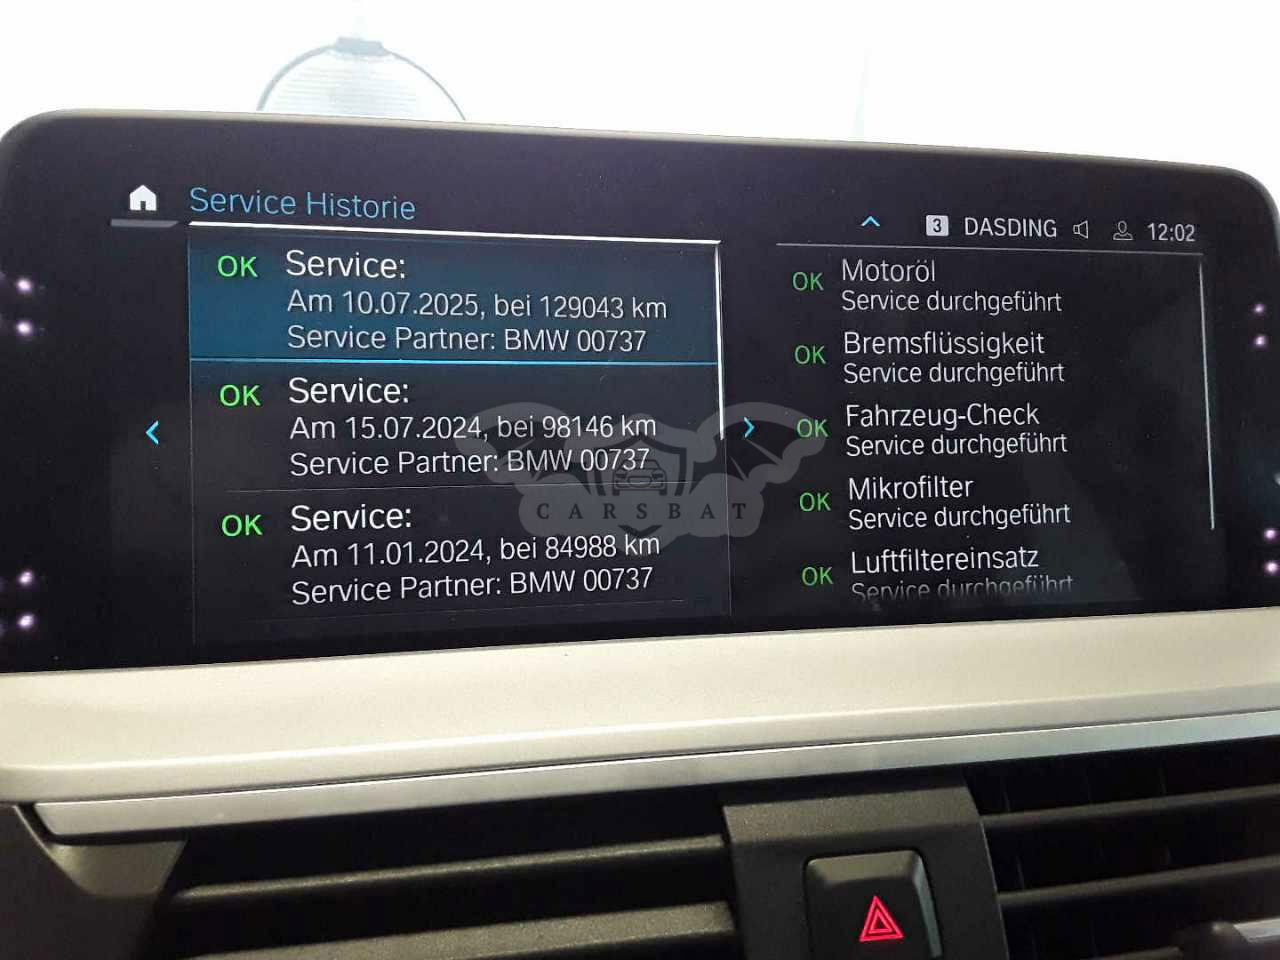 Service Historie
3 DASDING 12:02
OK Service:
Am 10.07.2025, bei 129043 km
Service Partner: BMW 00737
OK Service:
Am 15.07.2024, bei 98146 km
Service Partner: BMW 00737
OK Service:
Am 11.01.2024, bei 84988 km
Service Partner: BMW 00737
OK Motoröl
Service durchgeführt
OK Bremsflüssigkeit
Service durchgeführt
OK Fahrzeug-Check
Service durchgeführt
OK Mikrofilter
Service durchgeführt
OK Luftfiltereinsatz
Service durchgeführt
CARSBAT